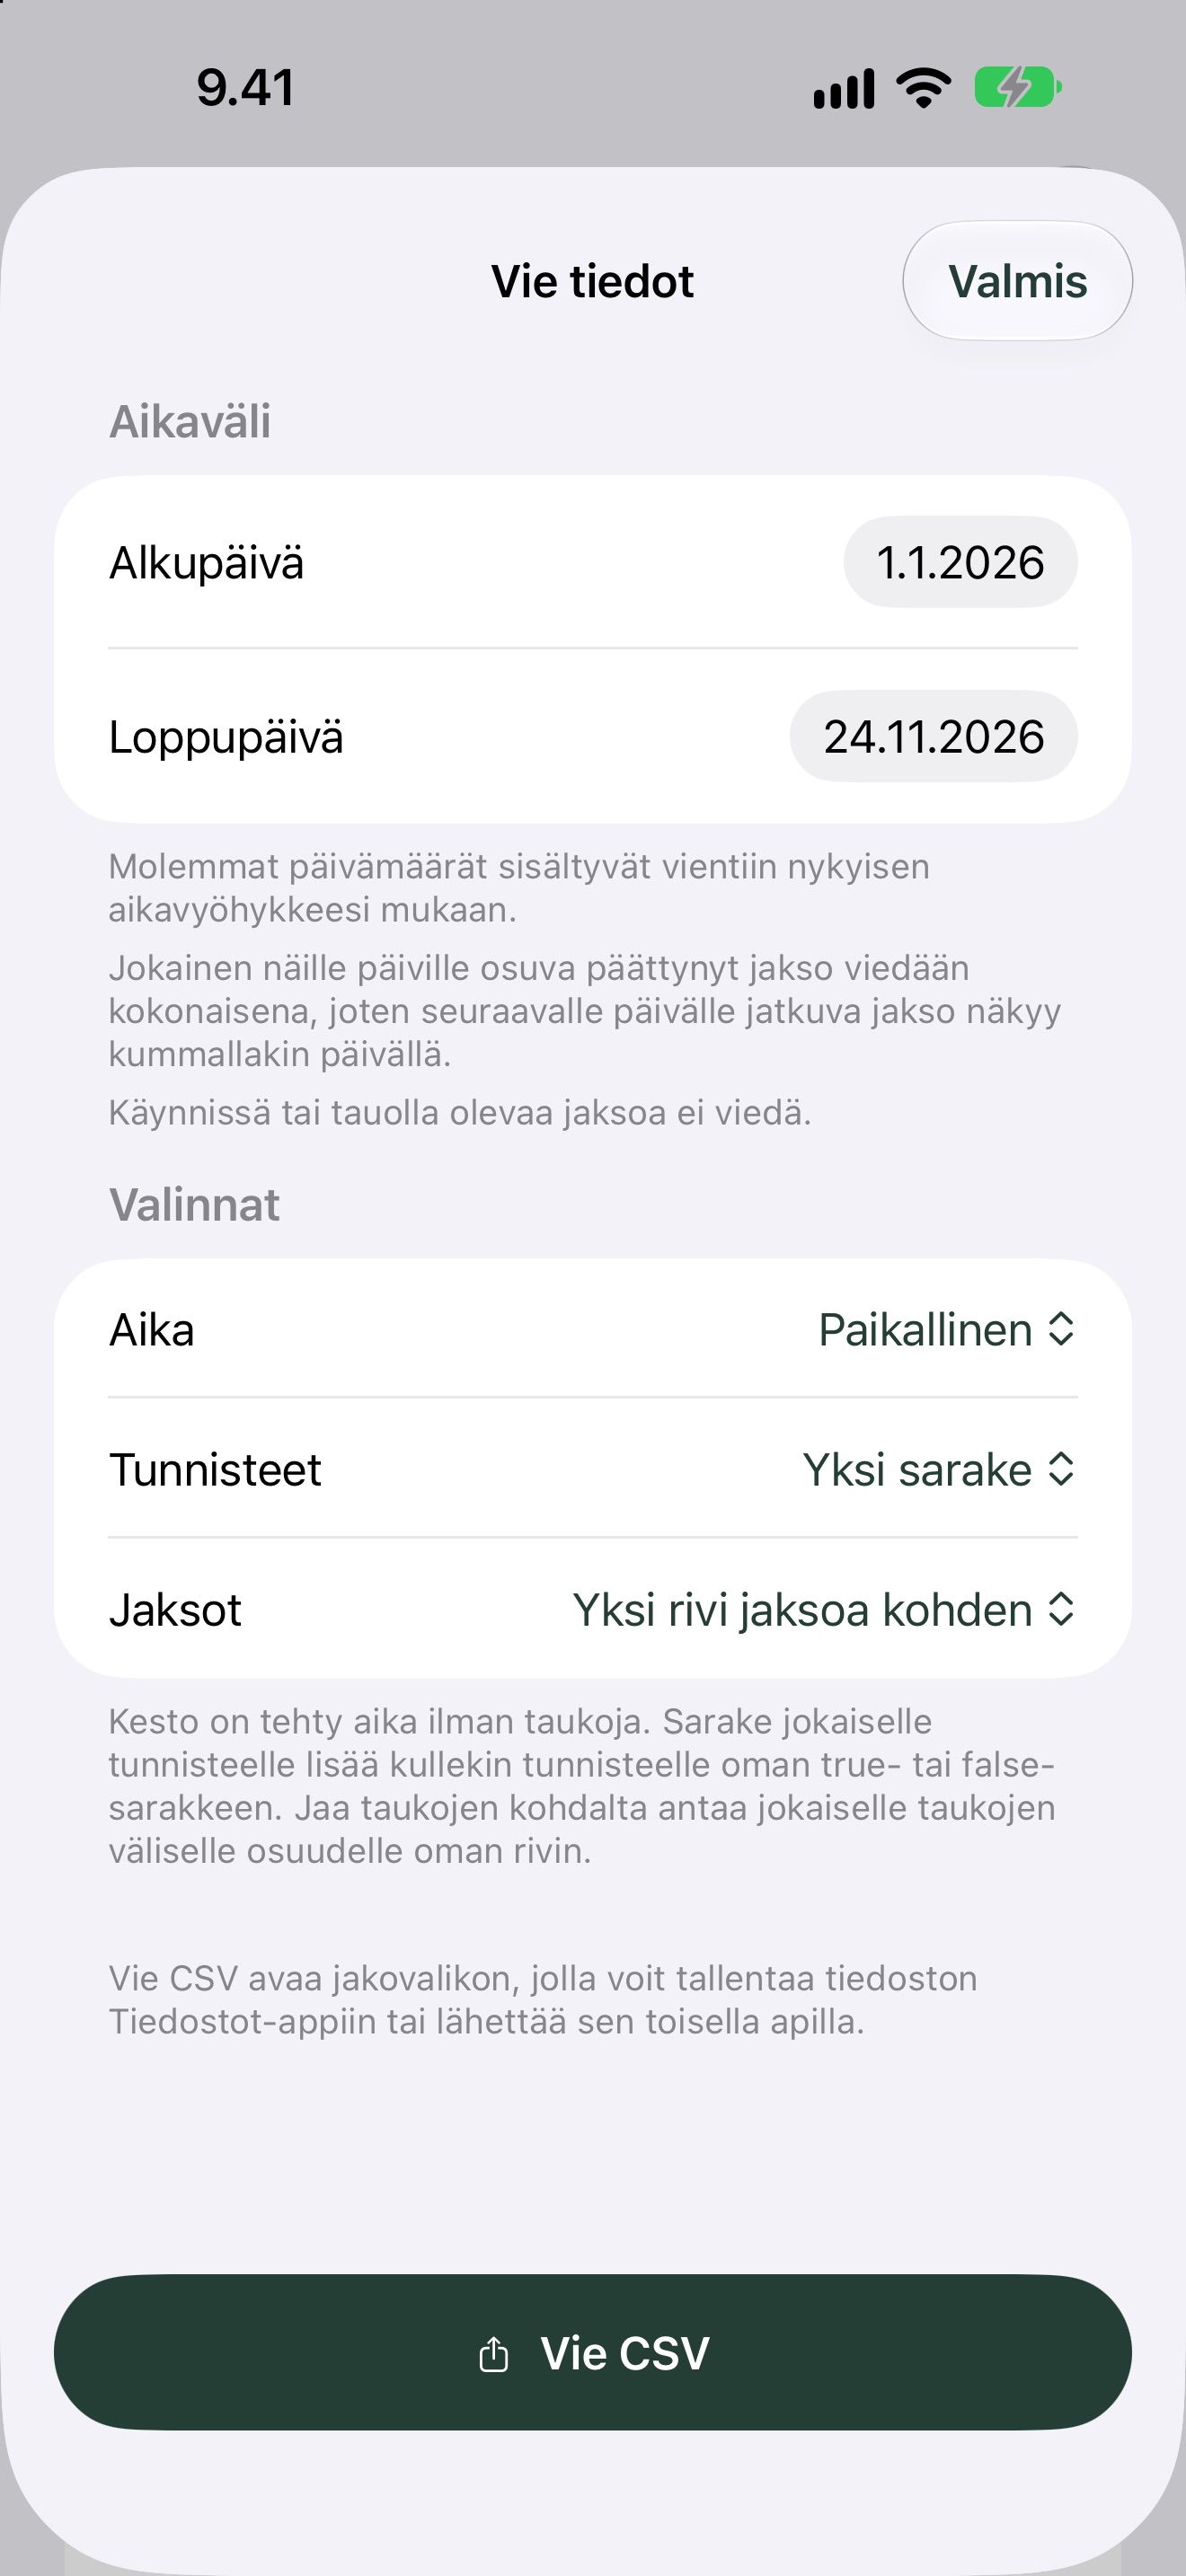 9.41
Vie tiedot
Valmis
Aikaväli
Alkupäivä
1.1.2026
Loppupäivä
24.11.2026
Molemmat päivämäärät sisältyvät vientiin nykyisen
aikavyöhykkeesi mukaan.
Jokainen näille päiville osuva päättynyt jakso viedään
kokonaisena, joten seuraavalle päivälle jatkuva jakso näkyy
kummallakin päivällä.
Käynnissä tai tauolla olevaa jaksoa ei viedä.
Valinnat
Aika
Paikallinen
Tunnisteet
Yksi sarake
Jaksot
Yksi rivi jaksoa kohden
Kesto on tehty aika ilman taukoja. Sarake jokaiselle
tunnisteelle lisää kullekin tunnisteelle oman true- tai false-
sarakkeen. Jaa taukojen kohdalta antaa jokaiselle taukojen
väliselle osuudelle oman rivin.
Vie CSV avaa jakovalikon, jolla voit tallentaa tiedoston
Tiedostot-appiin tai lähettää sen toisella apilla.
Vie CSV